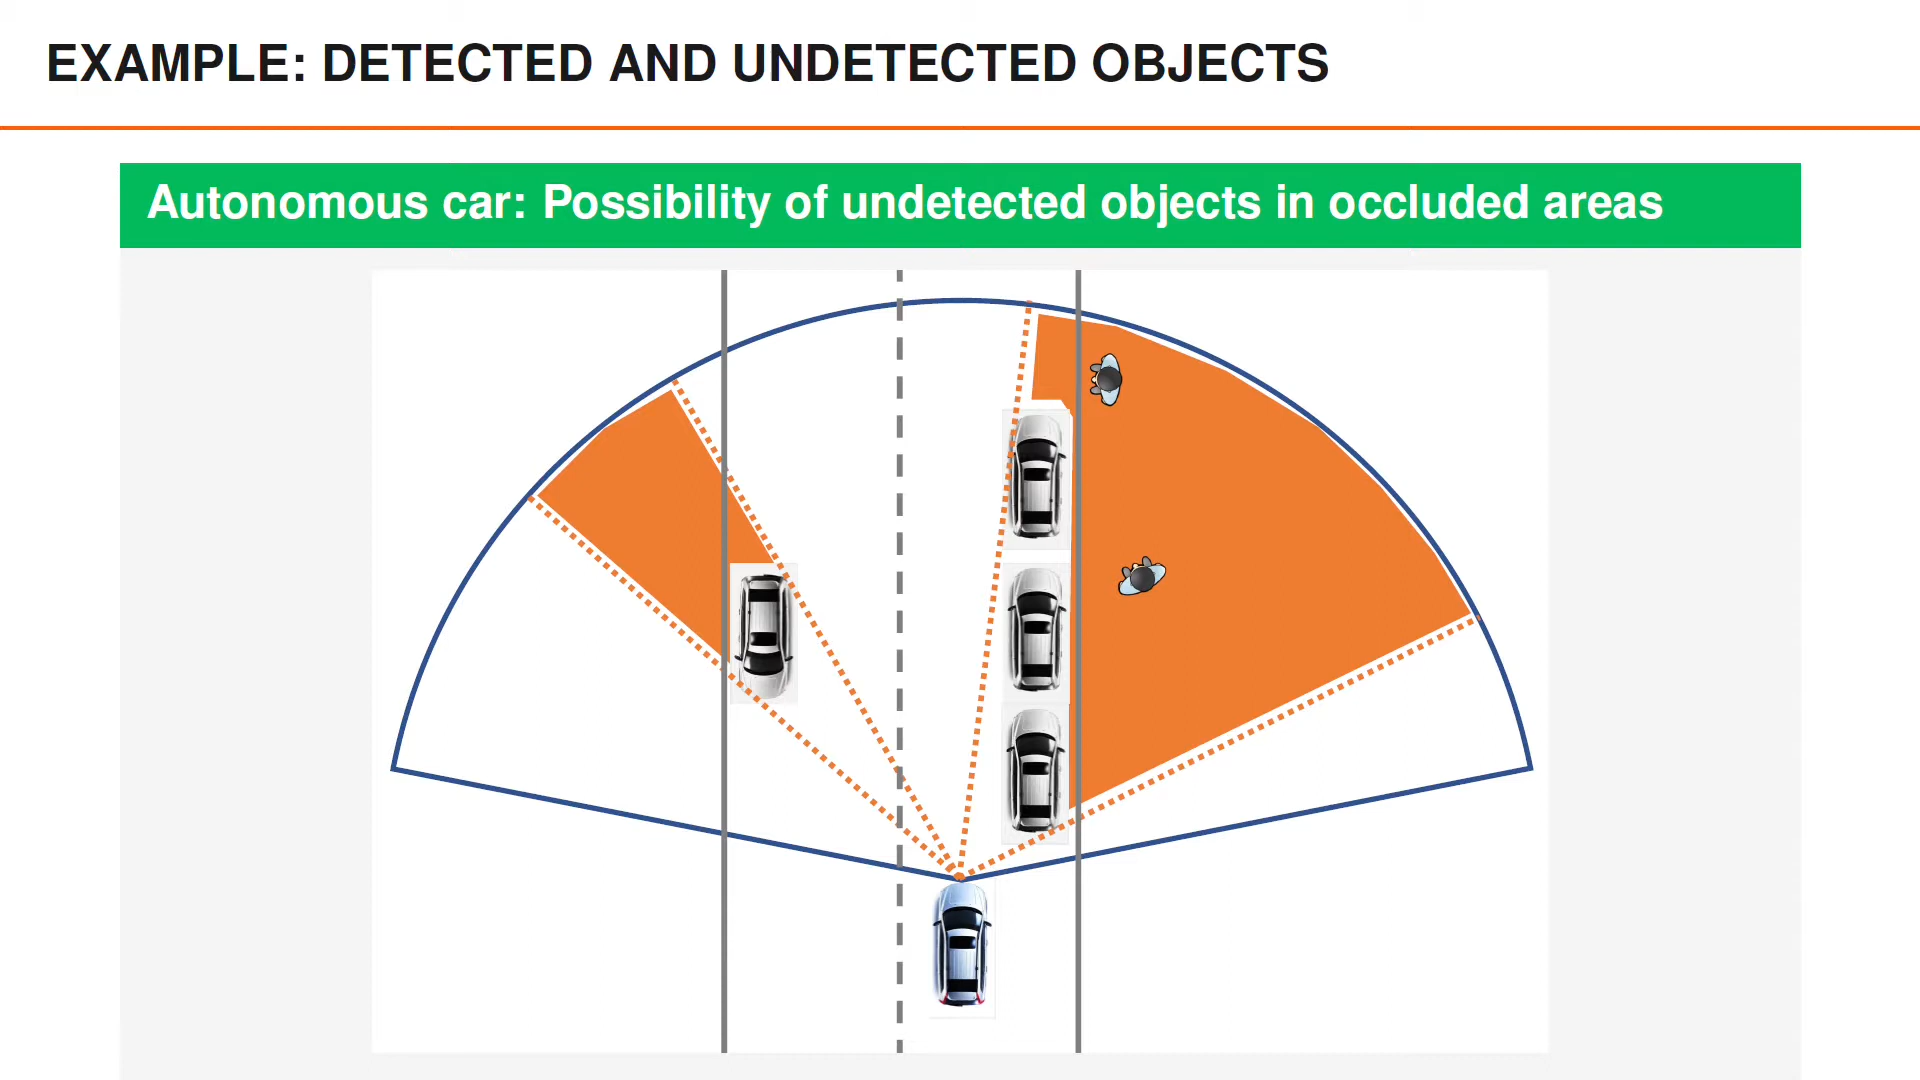 EXAMPLE: DETECTED AND UNDETECTED OBJECTS
Autonomous car: Possibility of undetected objects in occluded areas